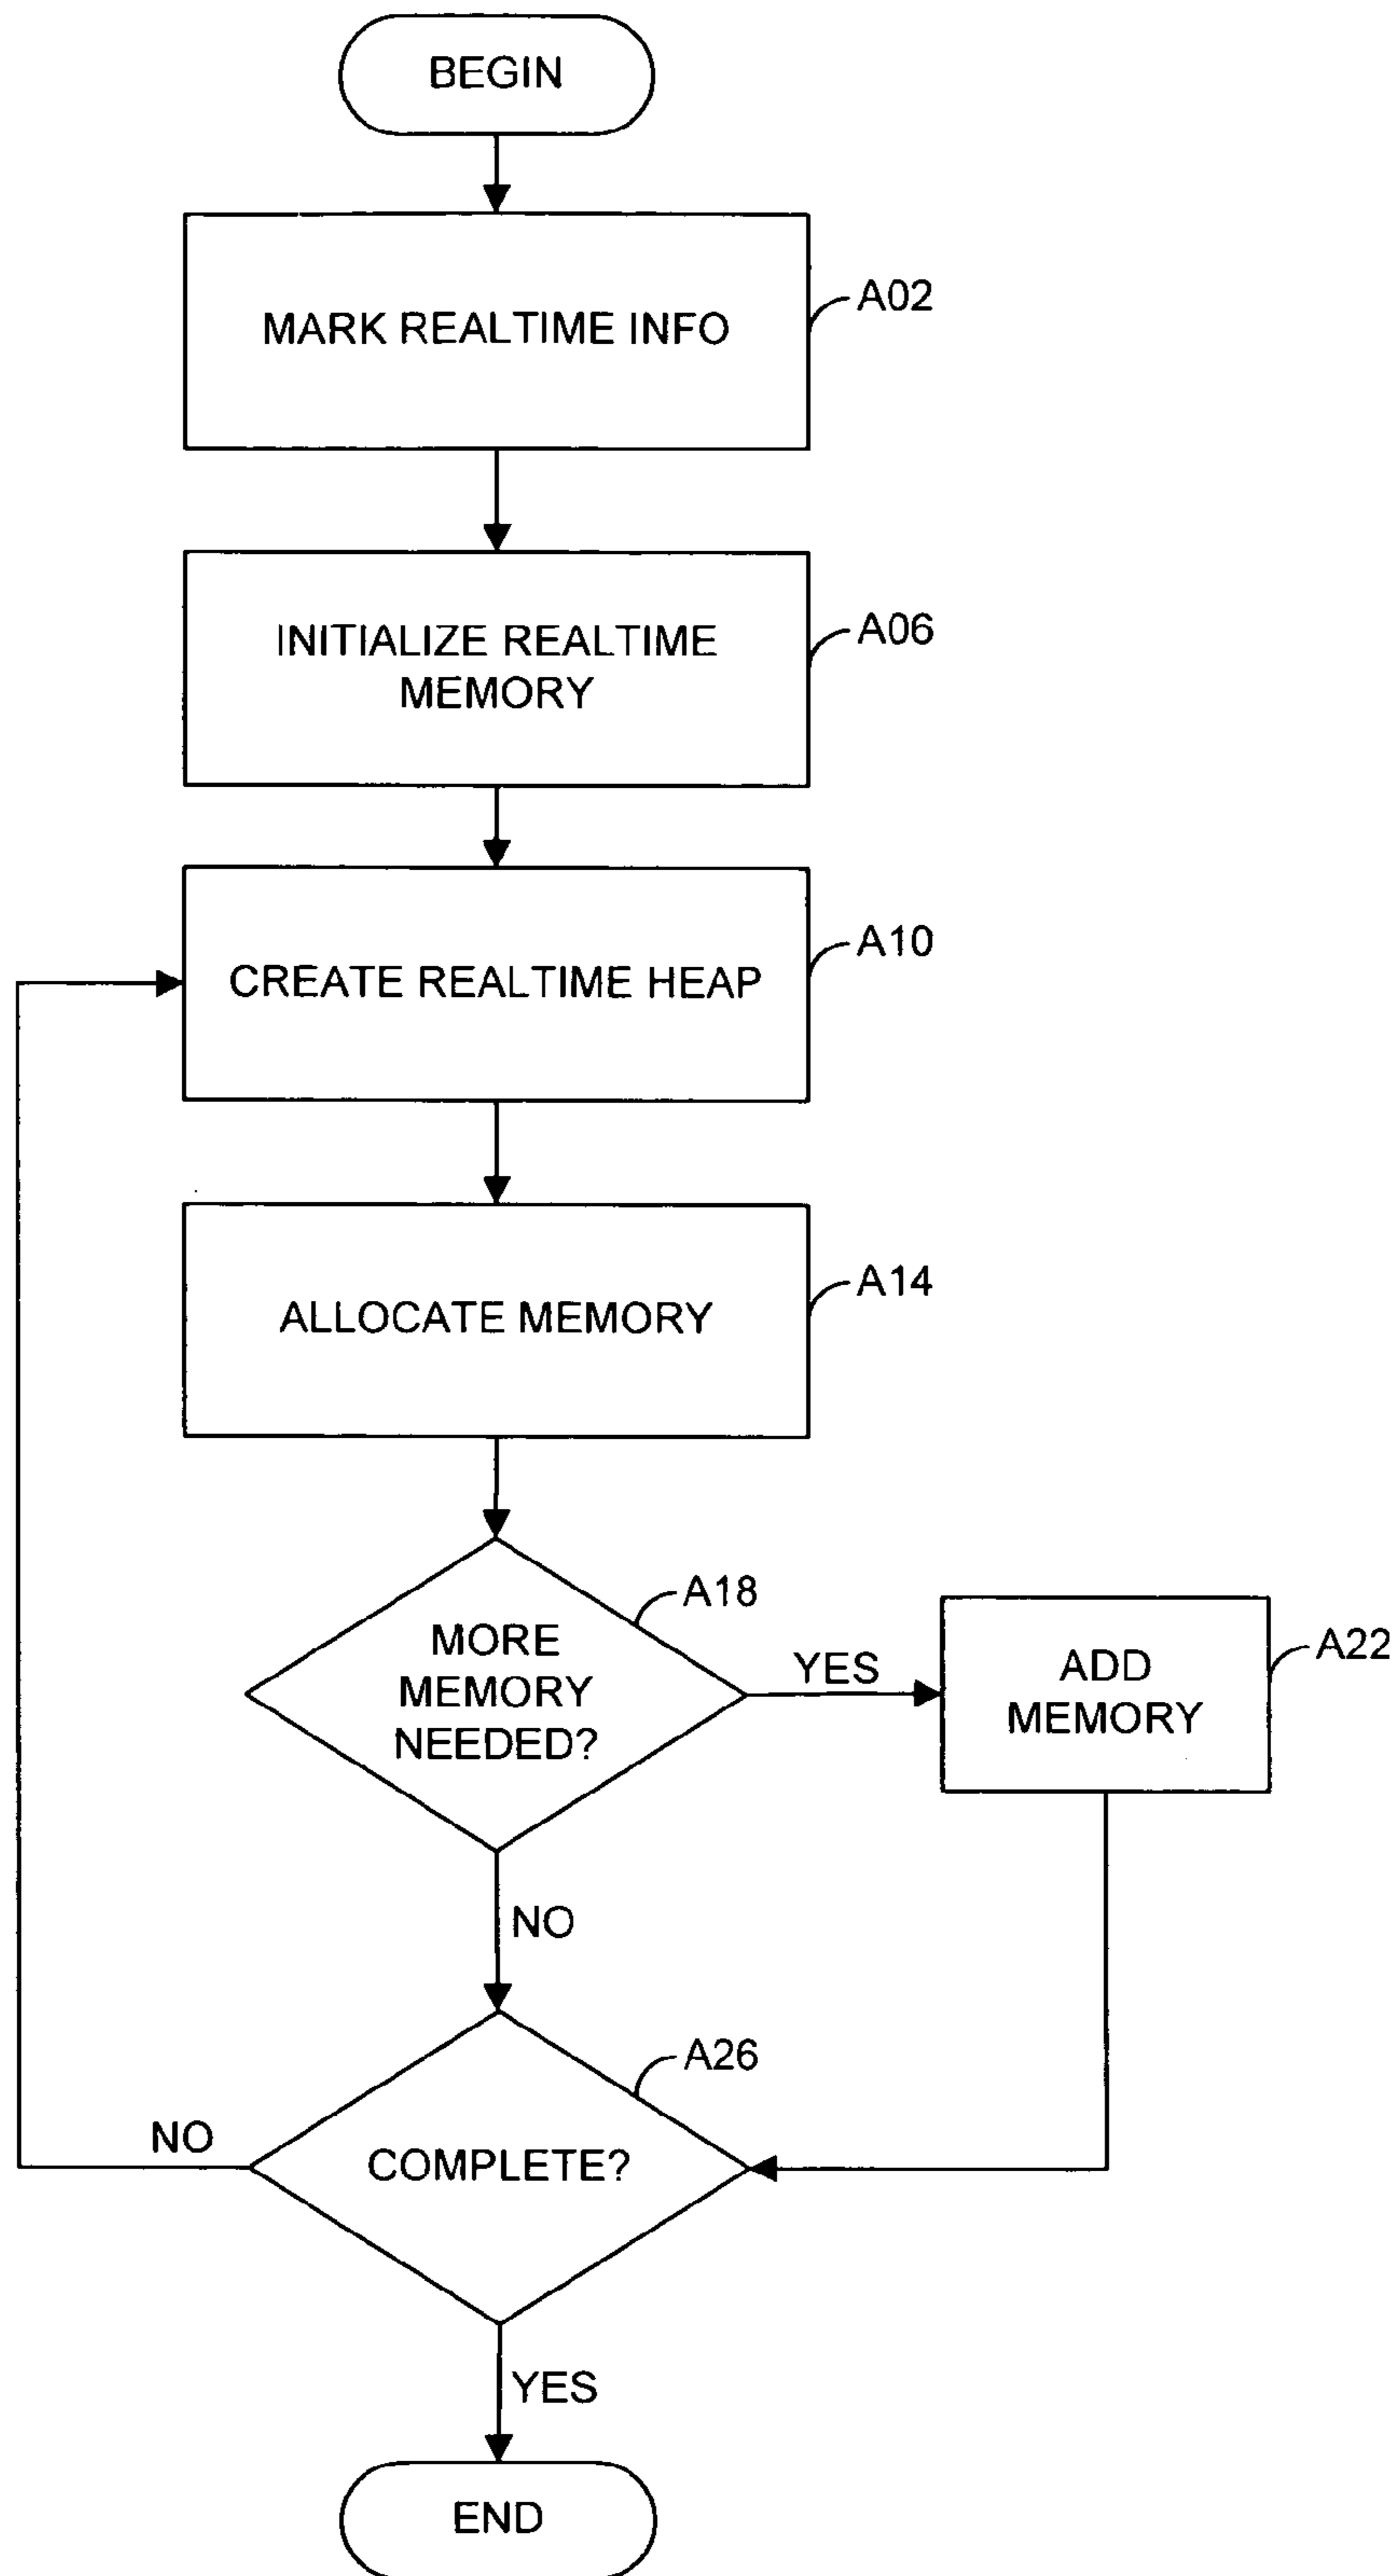 BEGIN
MARK REALTIME INFO
A02
INITIALIZE REALTIME
MEMORY
A06
CREATE REALTIME HEAP
A10
ALLOCATE MEMORY
A14
MORE
MEMORY
NEEDED?
A18
YES
ADD
MEMORY
A22
NO
COMPLETE?
A26
NO
YES
END